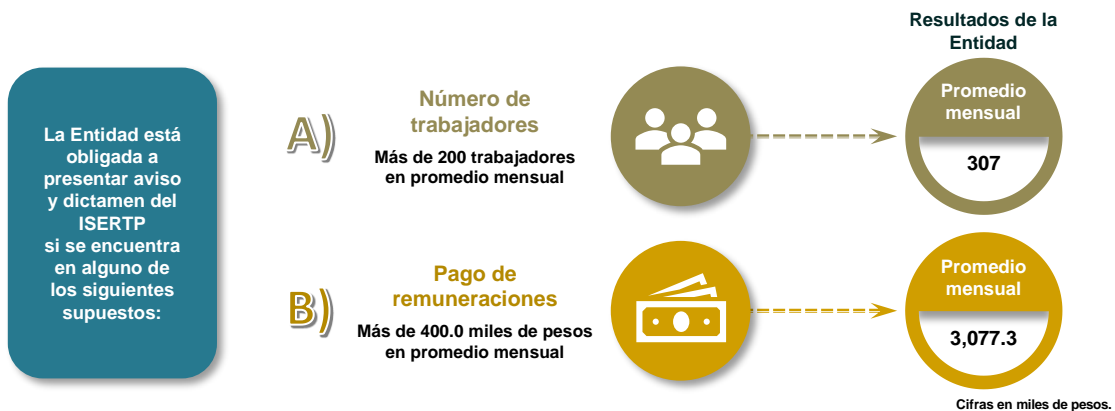 La Entidad está
obligada a
presentar aviso
y dictamen del
ISERTP
si se encuentra
en alguno de
los siguientes
supuestos:
A)
Número de
trabajadores
Más de 200 trabajadores
en promedio mensual
Resultados de la
Entidad
Promedio
mensual
307
B)
Pago de
remuneraciones
Más de 400.0 miles de pesos
en promedio mensual
Promedio
mensual
3,077.3
Cifras en miles de pesos.